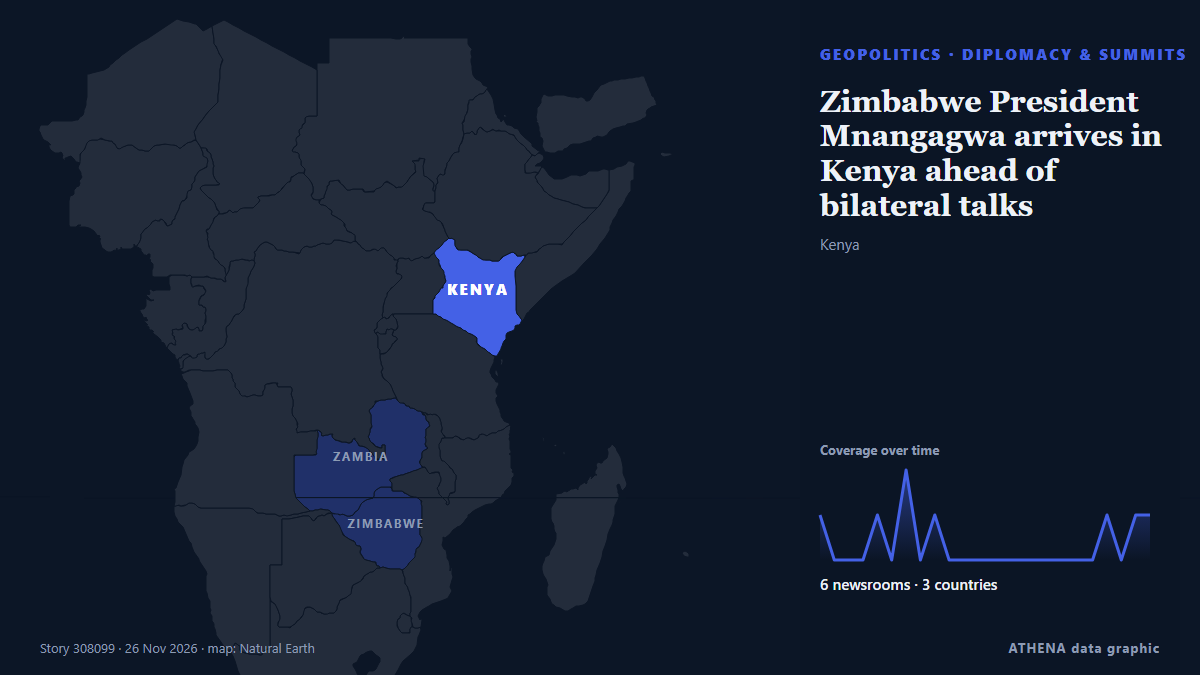 GEOPOLITICS · DIPLOMACY & SUMMITS
Zimbabwe President
Mnangagwa arrives in
Kenya ahead of
bilateral talks
Kenya
KENYA
ZAMBIA
ZIMBABWE
Coverage over time
6 newsrooms · 3 countries
Story 308099 · 26 Nov 2026 · map: Natural Earth
ATHENA data graphic